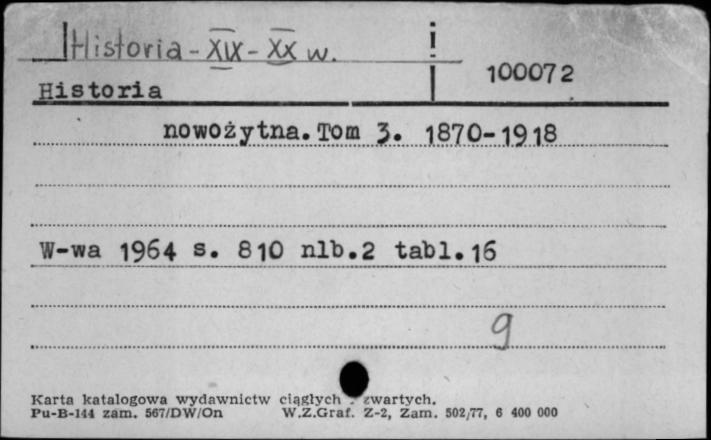 Historia - XIX - XX w.
100072
Historia
nowożytna. Tom 3. 1870-1918
W-wa 1964 s. 810 nlb.2 tabl.16
9
Karta katalogowa wydawnictw ciągłych zwartych.
Pu-B-144 zam. 567/DW/On W.Z.Graf. Z-2, Zam. 502/77, 6 400 000